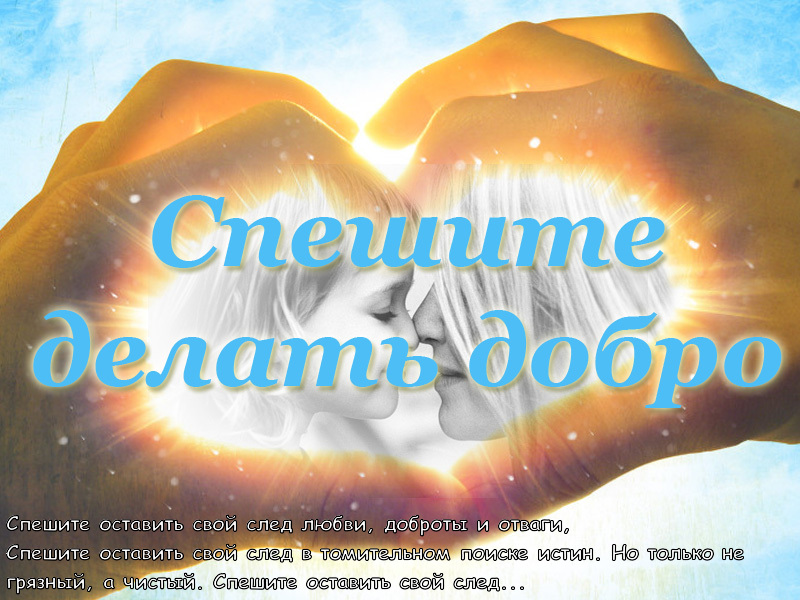 Спешите
делать добро
Спешите оставить свой след любви, доброты и отваги,
Спешите оставить свой след в томительном поиске истин. Но только не
грязный, а чистый. Спешите оставить свой след...